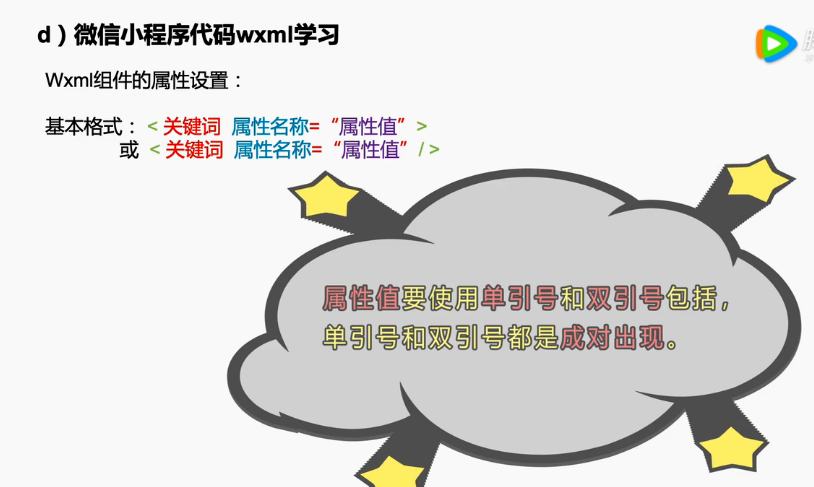 d）微信小程序代码wxml学习
Wxml组件的属性设置：
基本格式：< 关键词 属性名称=“属性值” >
或 < 关键词 属性名称=“属性值” / >
属性值要使用单引号和双引号包括，
单引号和双引号都是成对出现。